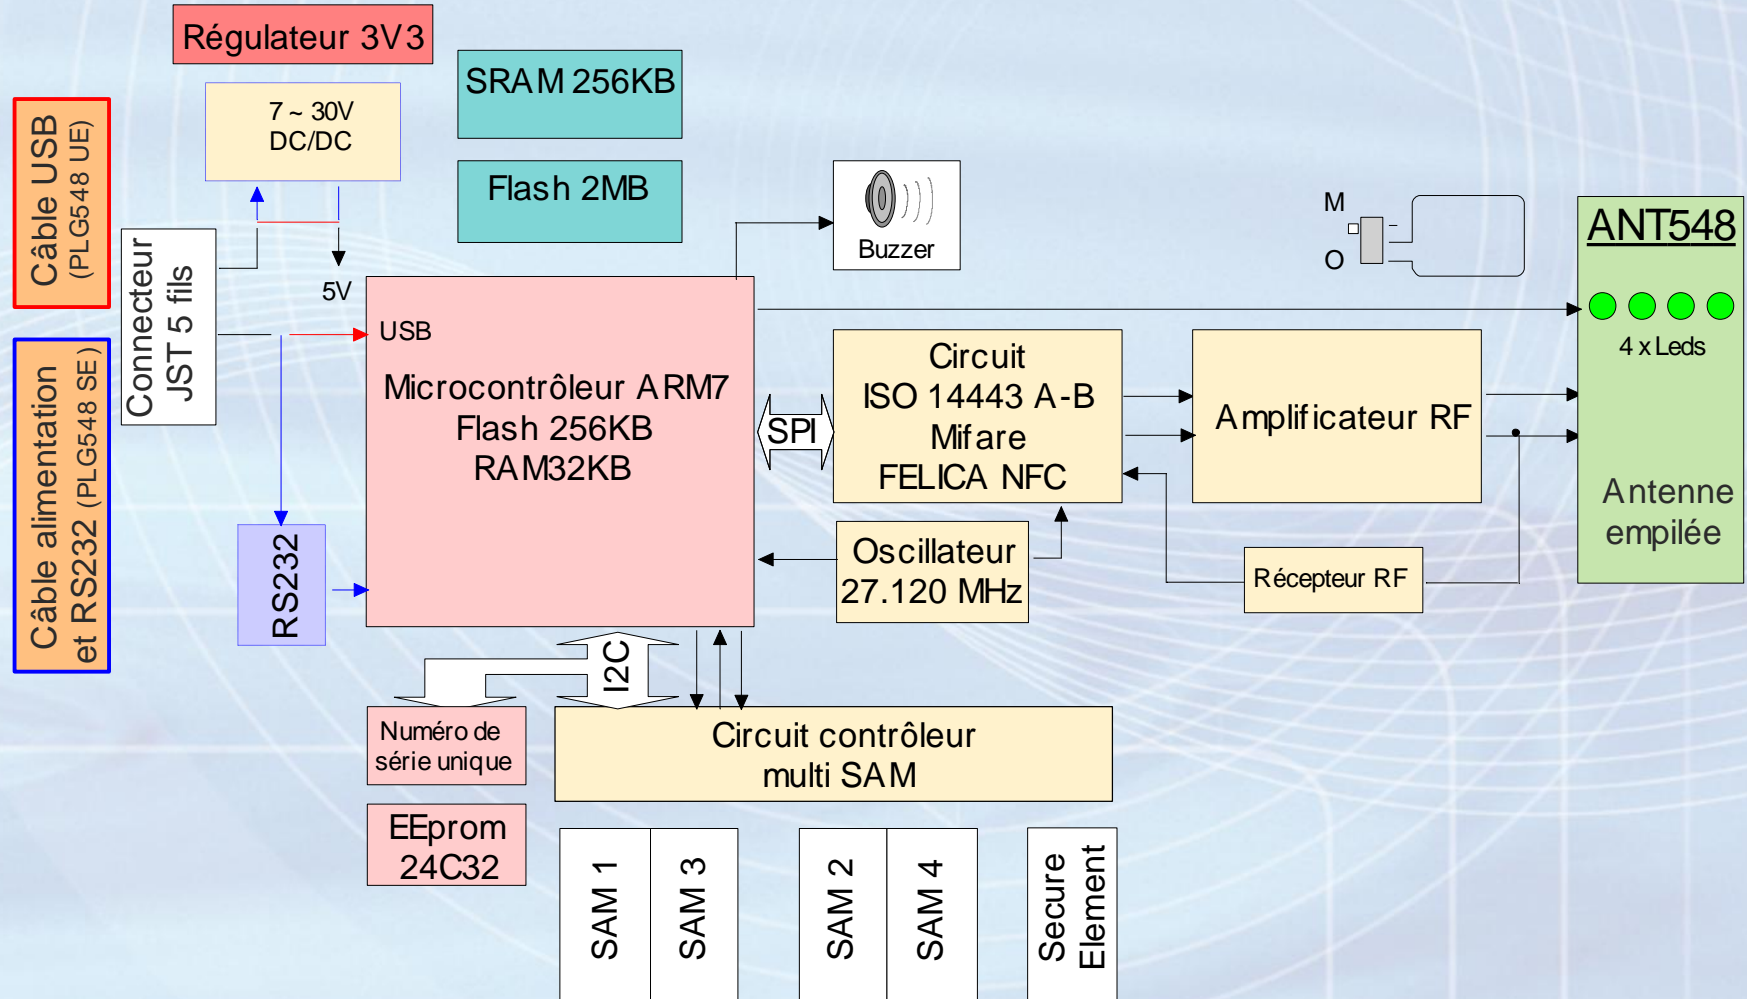 Régulateur 3V3
7 ~ 30V
DC/DC
SRAM 256KB
Flash 2MB
Câble USB
(PLG548 UE)
Câble alimentation
et RS232 (PLG548 SE )
Connecteur
JST 5 fils
5V
USB
Microcontrôleur ARM7
Flash 256KB
RAM32KB
RS232
Buzzer
M
O
ANT548
4 x Leds
Antenne
empilée
SPI
Circuit
ISO 14443 A-B
Mifare
FELICA NFC
Amplificateur RF
Oscillateur
27.120 MHz
Récepteur RF
I2C
Numéro de
série unique
EEprom
24C32
Circuit contrôleur
multi SAM
SAM 1
SAM 3
SAM 2
SAM 4
Secure
Element